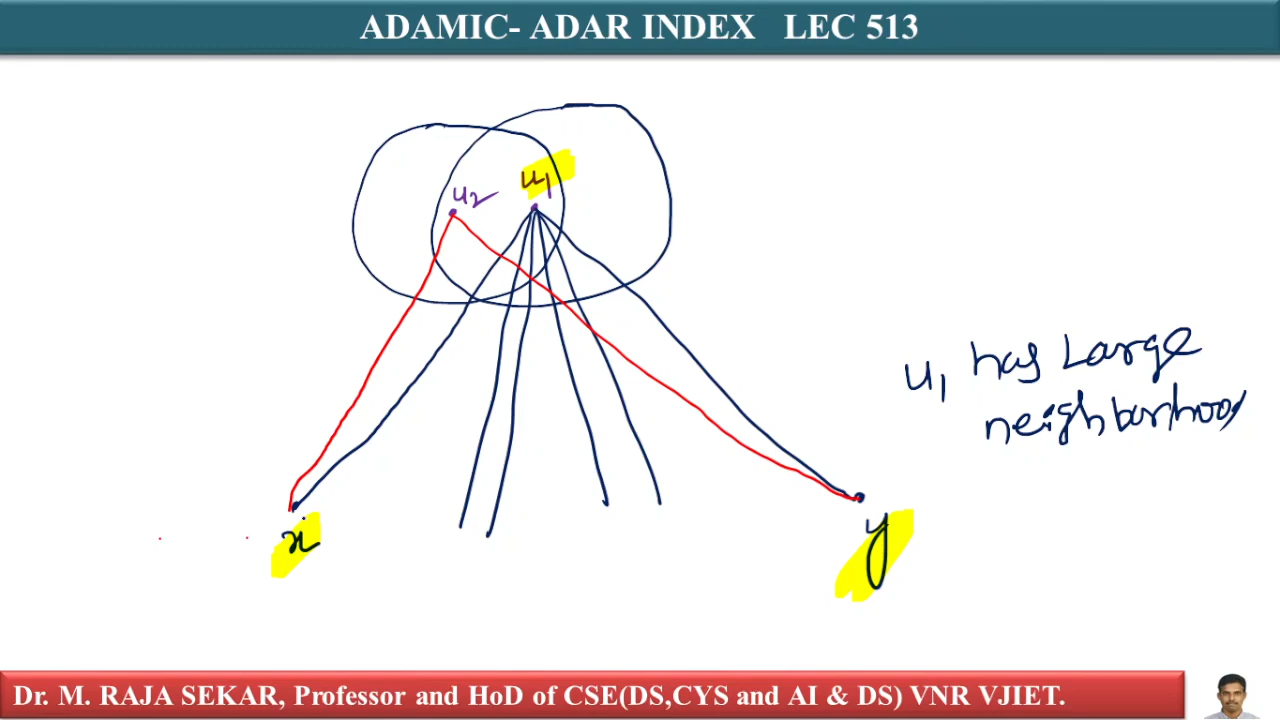 ADAMIC- ADAR INDEX LEC 513
u2
u1
u1 has Large
neighborhood
x
y
Dr. M. RAJA SEKAR, Professor and HoD of CSE(DS,CYS and AI & DS) VNR VJIET.